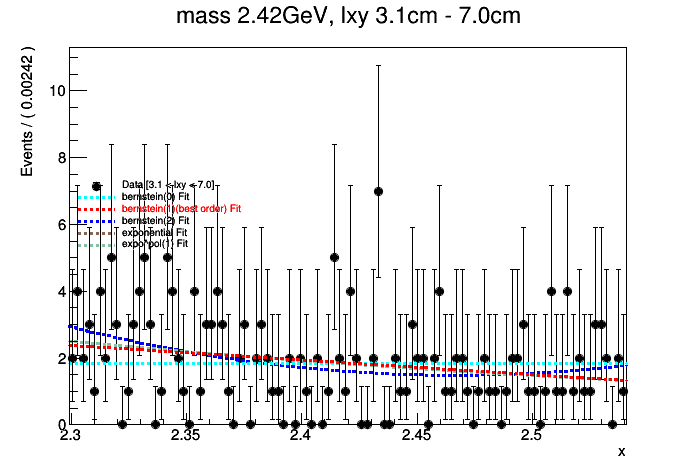 mass 2.42GeV, lxy 3.1cm - 7.0cm
Events / ( 0.00242 )
10
8
6
4
2
0
Data [3.1 < lxy < 7.0]
bernstein(0) Fit
bernstein(1)(best order) Fit
bernstein(2) Fit
exponential Fit
expo*pol(1) Fit
2.3 2.35 2.4 2.45 2.5
x